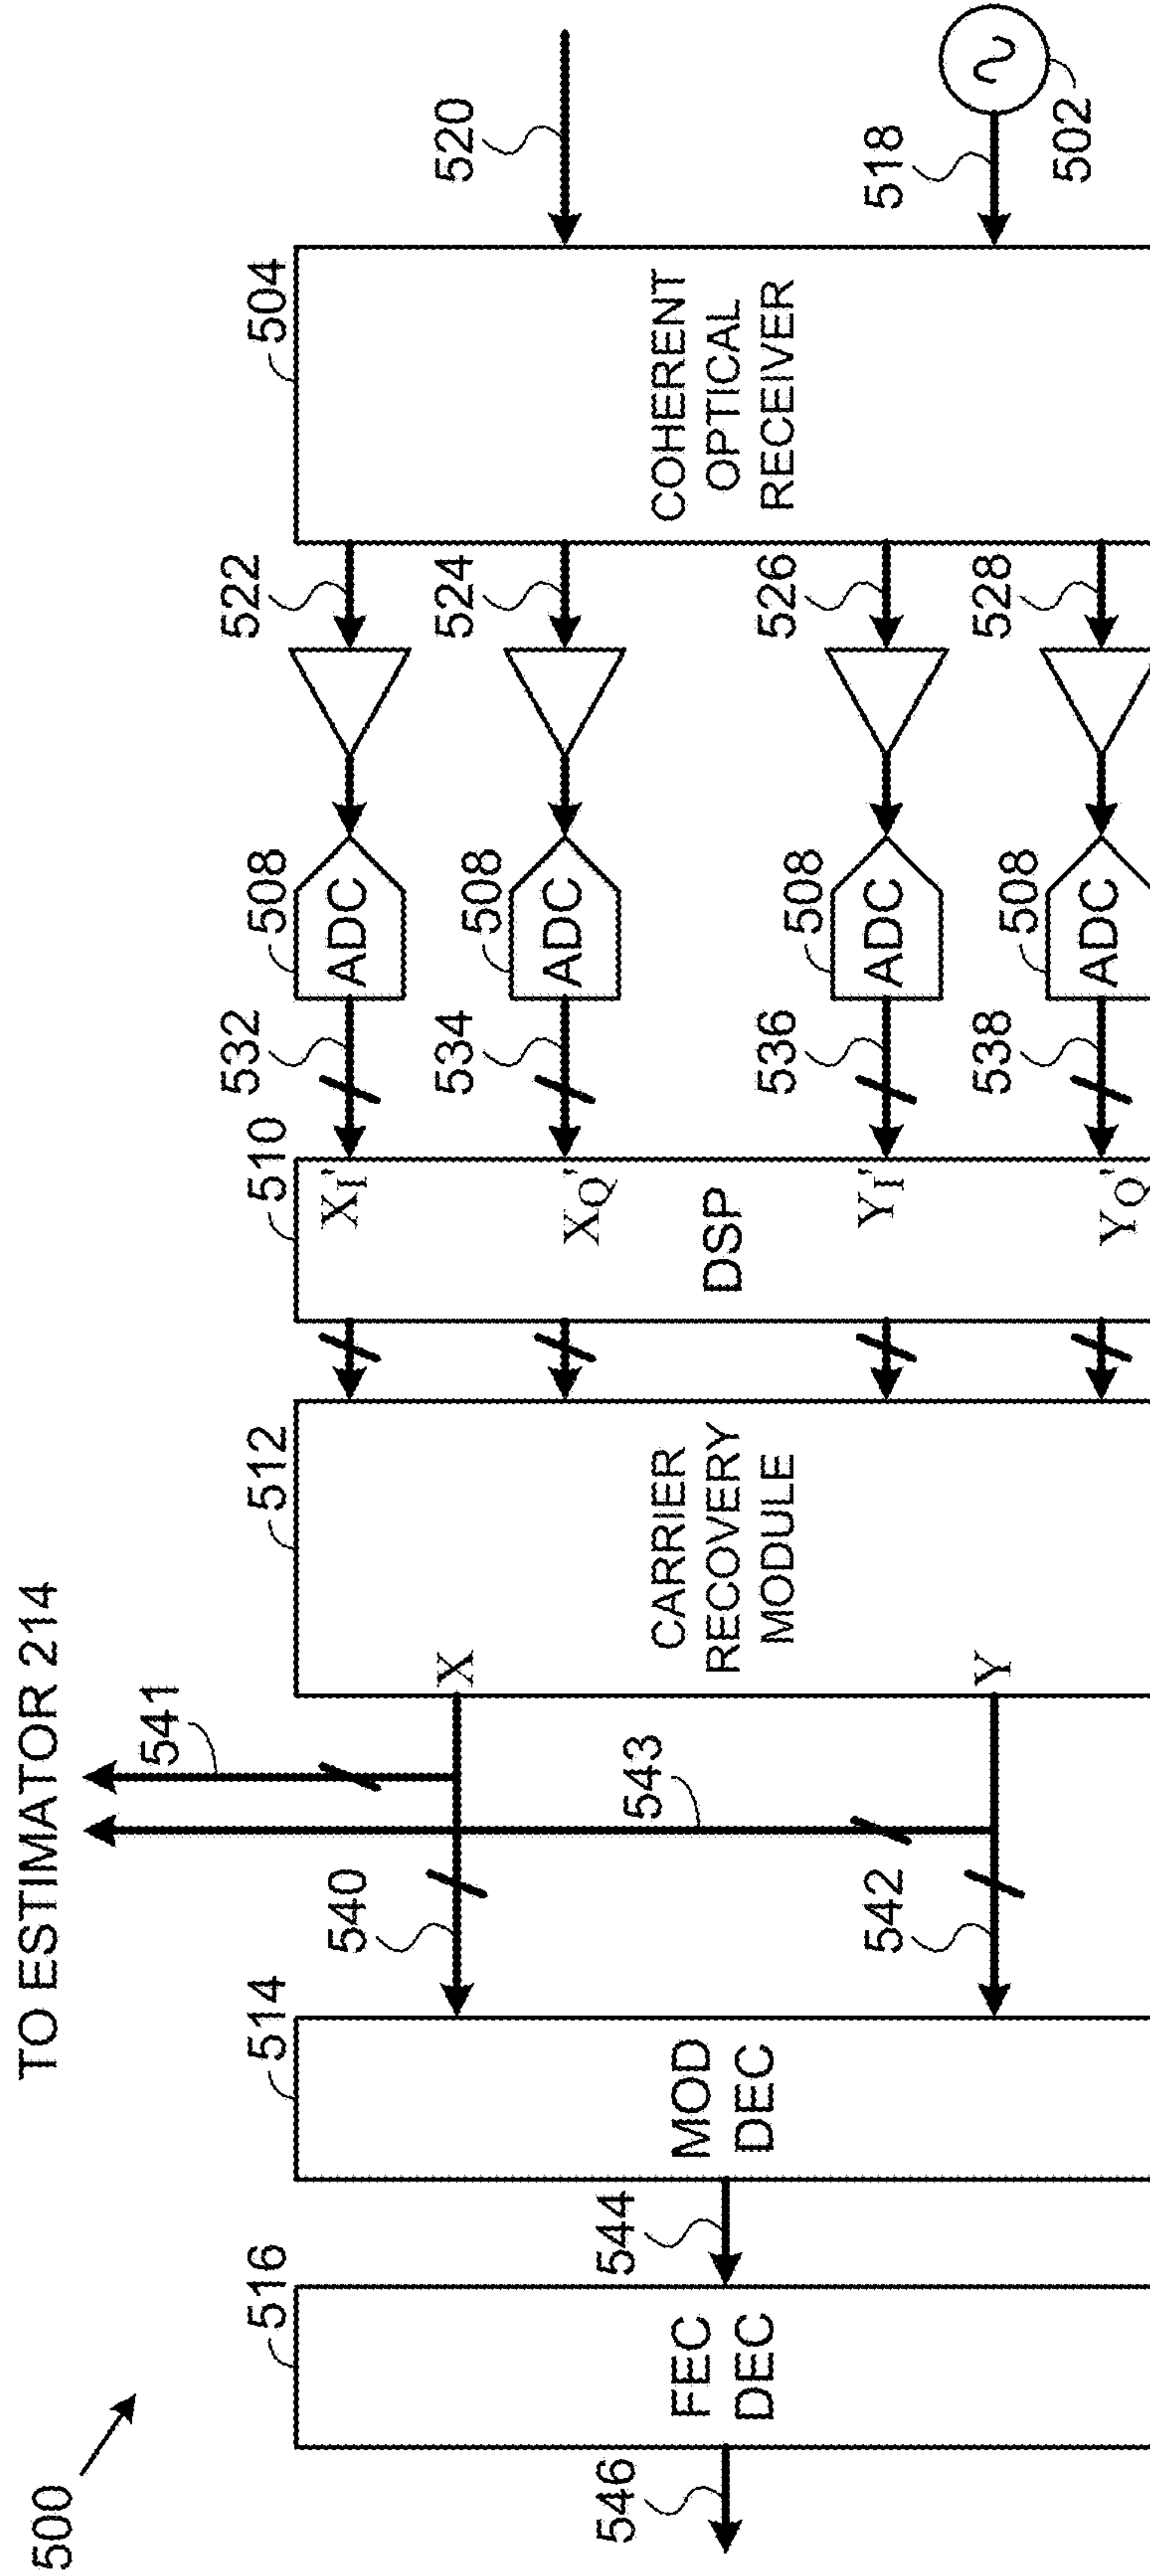 500
TO ESTIMATOR 214
546
516
FEC
DEC
544
514
MOD
DEC
540
542
541
543
512
X
Y
CARRIER
RECOVERY
MODULE
510
X_I'
X_Q'
DSP
Y_I'
Y_Q'
532
534
536
538
508
ADC
508
ADC
508
ADC
508
ADC
522
524
526
528
504
COHERENT
OPTICAL
RECEIVER
520
518
502